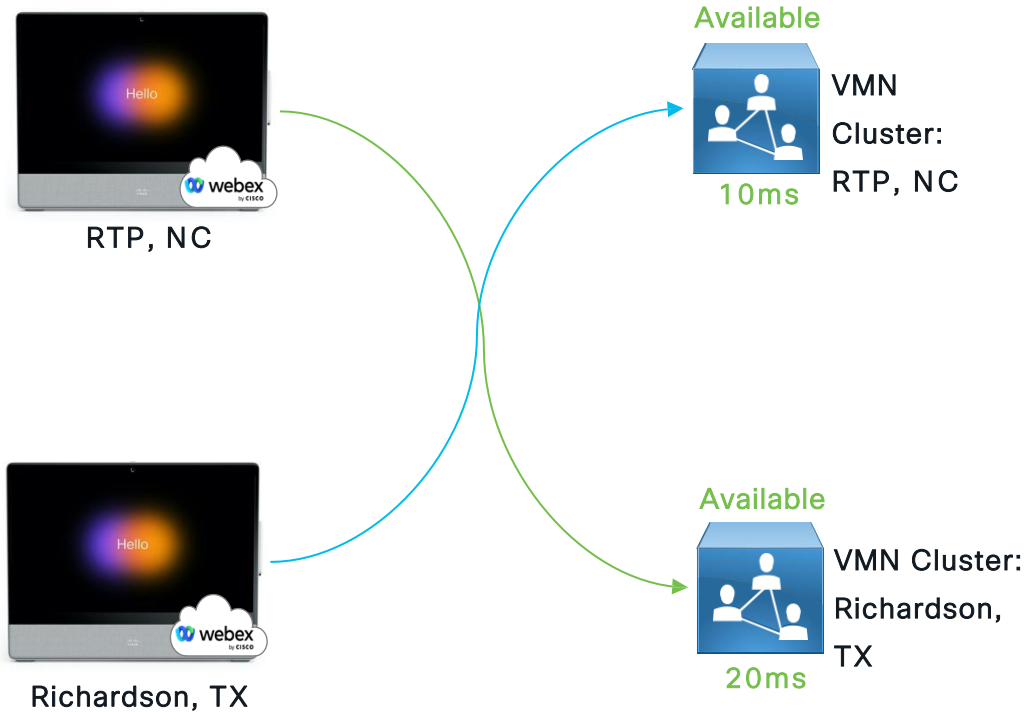 Hello
webex
by CISCO
RTP, NC
Available
10ms
VMN
Cluster:
RTP, NC
Hello
webex
by CISCO
Richardson, TX
Available
20ms
VMN Cluster:
Richardson,
TX